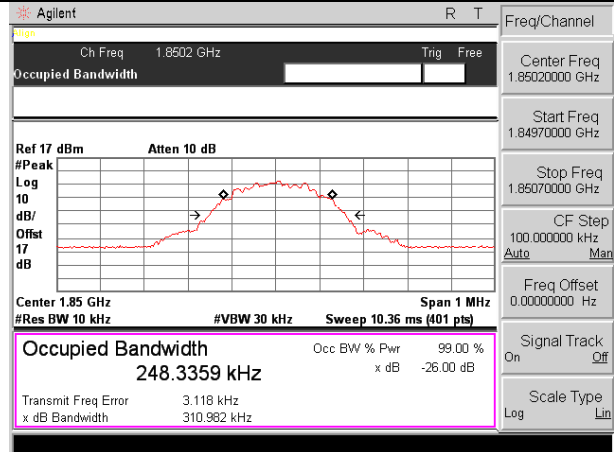 Agilent R T
Align
Ch Freq 1.8502 GHz Trig Free
Occupied Bandwidth
Ref 17 dBm Atten 10 dB
#Peak
Log
10
dB/
Offst
17
dB
Center 1.85 GHz Span 1 MHz
#Res BW 10 kHz #VBW 30 kHz Sweep 10.36 ms (401 pts)
Occupied Bandwidth Occ BW % Pwr 99.00 %
248.3359 kHz x dB -26.00 dB
Transmit Freq Error 3.118 kHz
x dB Bandwidth 310.982 kHz
Freq/Channel
Center Freq
1.85020000 GHz
Start Freq
1.84970000 GHz
Stop Freq
1.85070000 GHz
CF Step
100.000000 kHz
Auto Man
Freq Offset
0.00000000 Hz
Signal Track
On Off
Scale Type
Log Lin